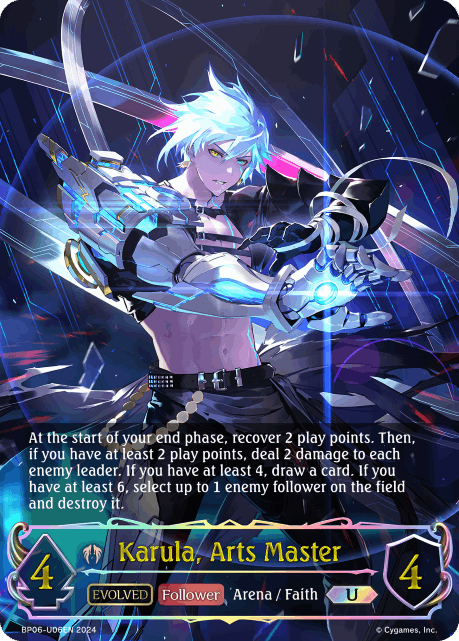 At the start of your end phase, recover 2 play points. Then,
if you have at least 2 play points, deal 2 damage to each
enemy leader. If you have at least 4, draw a card. If you
have at least 6, select up to 1 enemy follower on the field
and destroy it.
4
Karula, Arts Master
4
EVOLVED Follower Arena / Faith U
BP06-U06EN 2024
© Cygames, Inc.